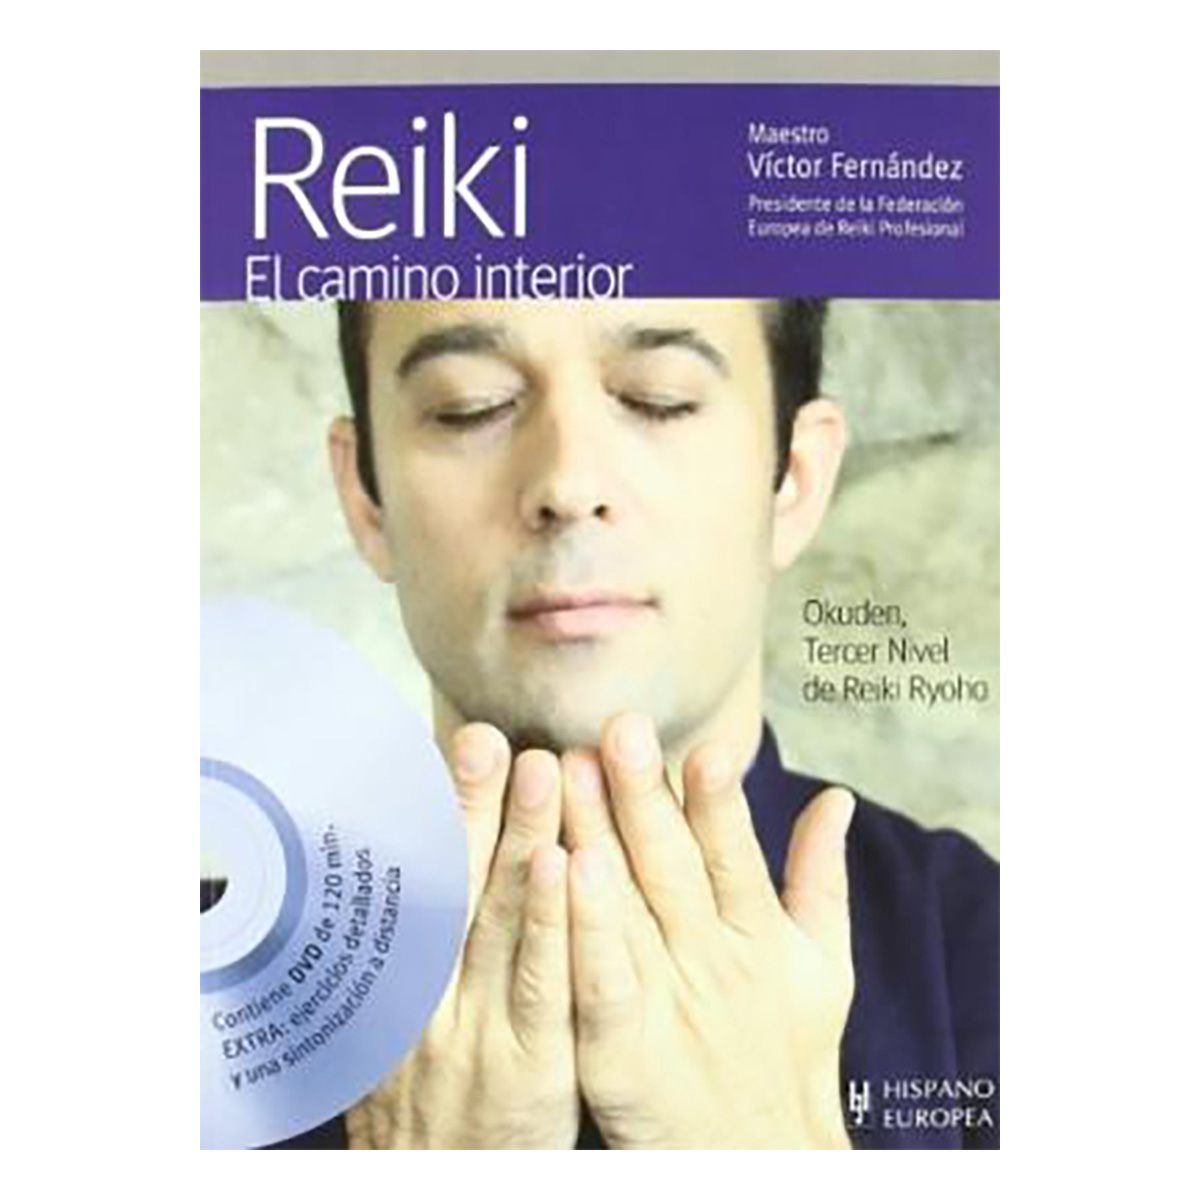 Reiki
El camino interior
Maestro
Víctor Fernández
Presidente de la Federación
Europea de Reiki Profesional
Okuden,
Tercer Nivel
de Reiki Ryoho
Contiene DVD de 120 min.
EXTRA: ejercicios detallados
y una sintonización a distancia
HISPANO
EUROPEA